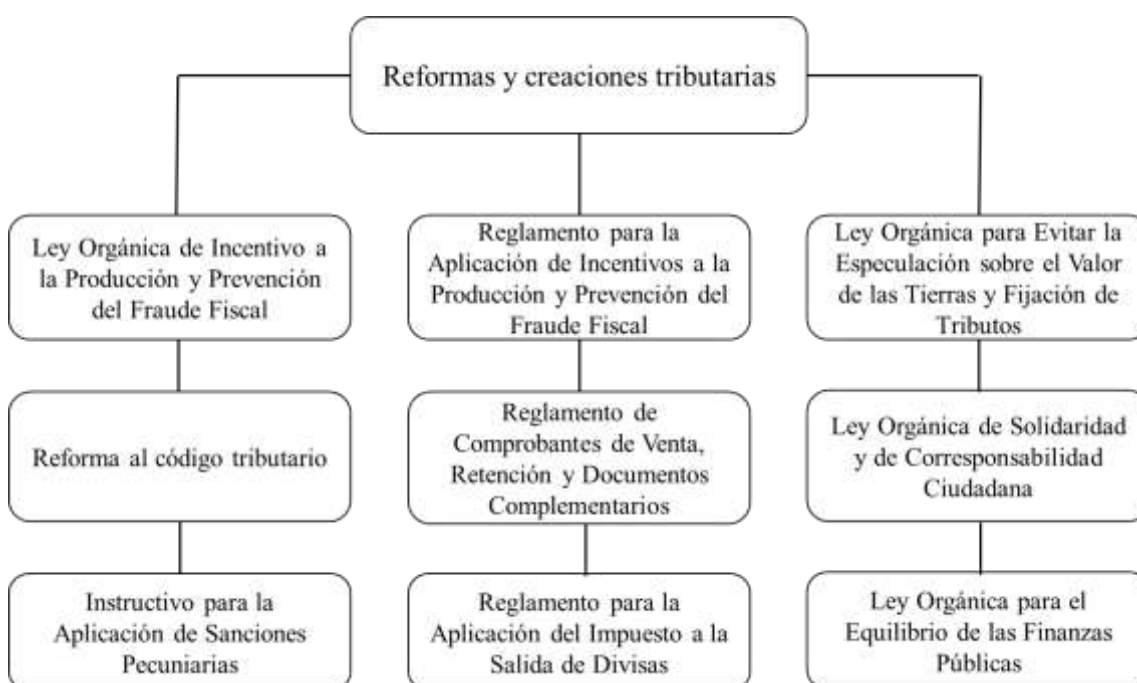 Reformas y creaciones tributarias
Ley Orgánica de Incentivo a
la Producción y Prevención
del Fraude Fiscal
Reglamento para la
Aplicación de Incentivos a la
Producción y Prevención del
Fraude Fiscal
Ley Orgánica para Evitar la
Especulación sobre el Valor
de las Tierras y Fijación de
Tributos
Reforma al código tributario
Reglamento de
Comprobantes de Venta,
Retención y Documentos
Complementarios
Ley Orgánica de Solidaridad
y de Corresponsabilidad
Ciudadana
Instructivo para la
Aplicación de Sanciones
Pecuniarias
Reglamento para la
Aplicación del Impuesto a la
Salida de Divisas
Ley Orgánica para el
Equilibrio de las Finanzas
Públicas